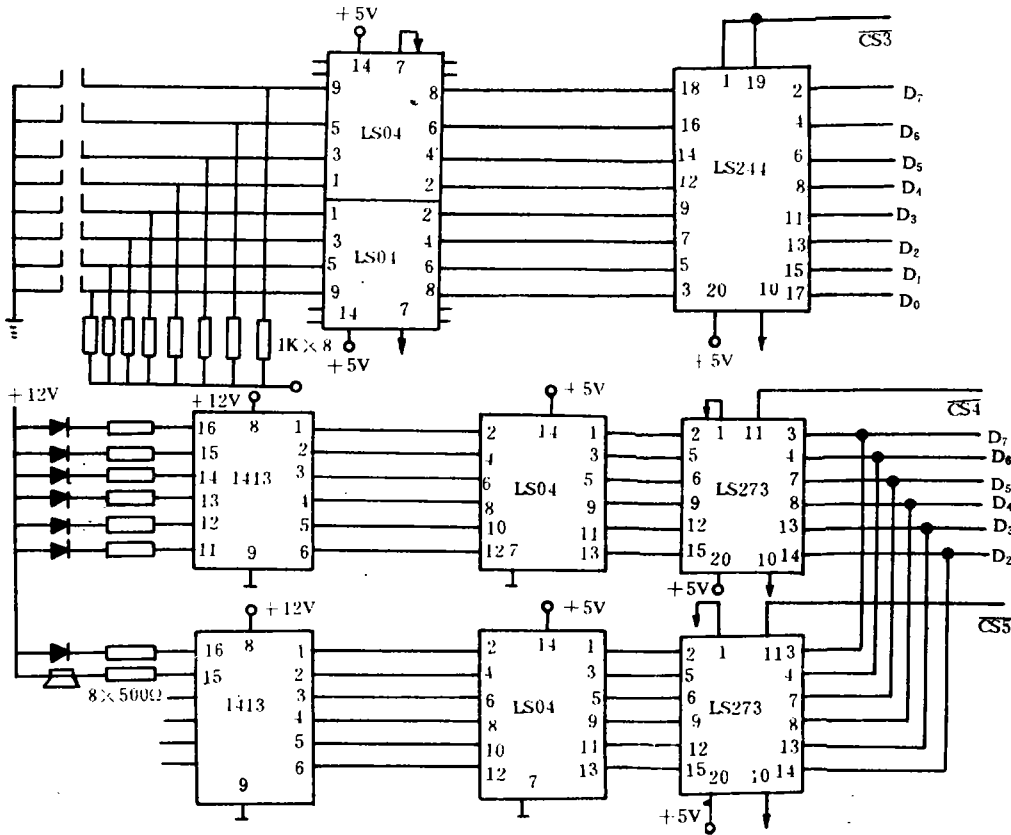 +5V
14 7
9 8
5 LS04 6
3 4
1 2
1 2
3 4
LS04
5 6
9 8
14 7
+5V
1K×8
CS3
1 19
18 2 D7
16 4 D6
14 6 D5
LS244
12 8 D4
9 11 D3
7 13 D2
5 15 D1
3 20 10 17 D0
+5V
+12V
+12V
8
16 1
15 2
14 1413 3
13 4
12 5
11 9 6
+5V
14
2 1
4 3
6 5
LS04
8 9
10 11
12 7 13
CS4
1 11
2 3 D7
5 4 D6
6 7 D5
LS273
9 8 D4
12 13 D3
15 14 D2
20 10
+5V
+12V
8
16 1
15 2
8×500Ω
3
1413
4
5
6
9
+5V
14
2 1
4 3
6 LS04 5
8 9
10 11
12 13
7
CS5
1 11
2 3
5 4
6 LS273 7
9 8
12 13
15 14
20 10
+5V